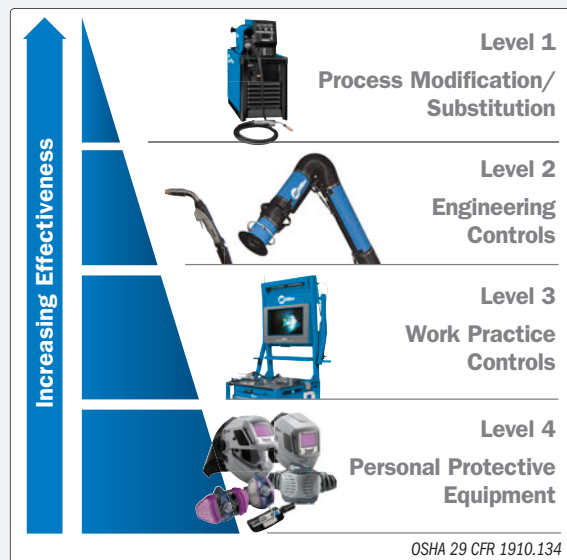 Increasing Effectiveness
Level 1
Process Modification/
Substitution
Level 2
Engineering
Controls
Level 3
Work Practice
Controls
Level 4
Personal Protective
Equipment
OSHA 29 CFR 1910.134